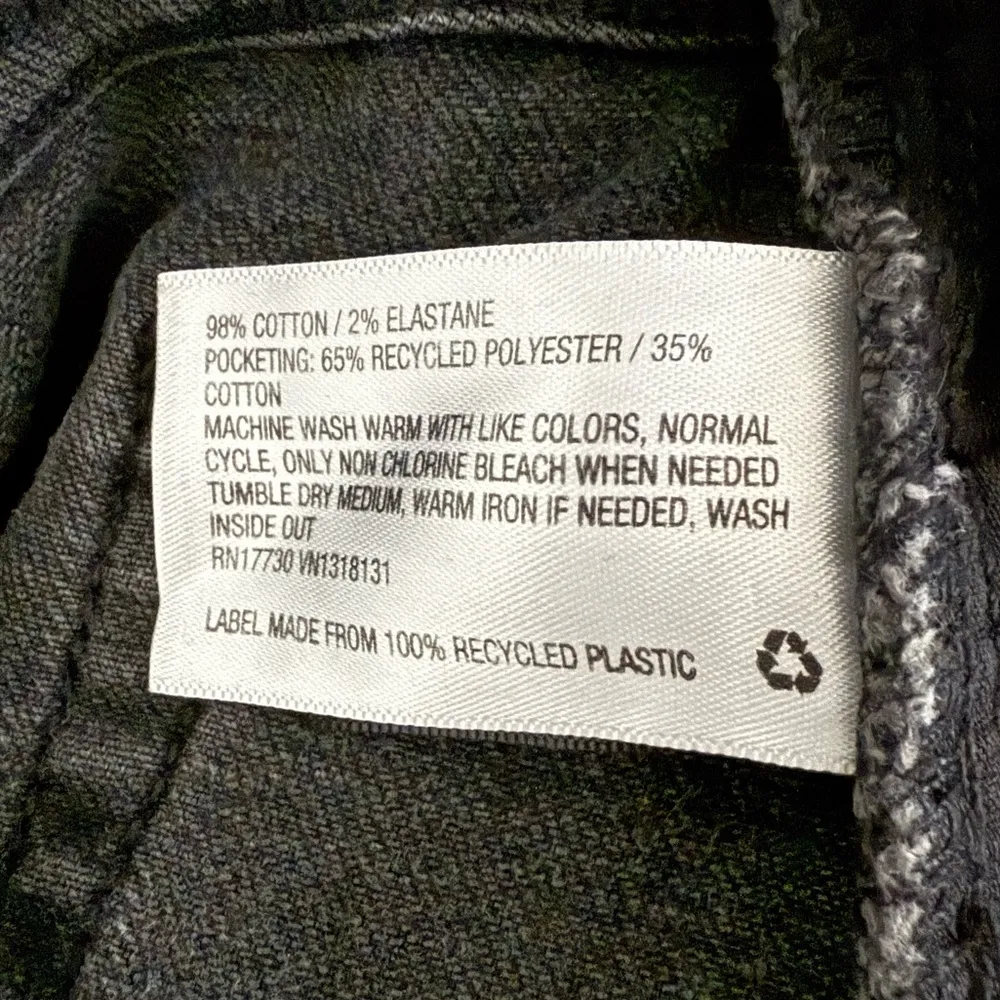 98% COTTON / 2% ELASTANE
POCKETING: 65% RECYCLED POLYESTER / 35%
COTTON
MACHINE WASH WARM WITH LIKE COLORS, NORMAL
CYCLE, ONLY NON CHLORINE BLEACH WHEN NEEDED
TUMBLE DRY MEDIUM, WARM IRON IF NEEDED, WASH
INSIDE OUT
RN17730 VN1318131
LABEL MADE FROM 100% RECYCLED PLASTIC